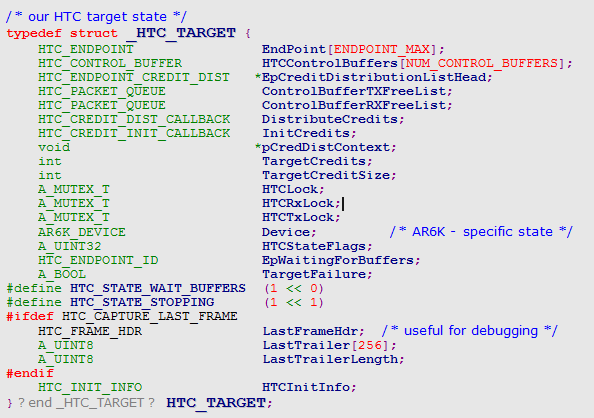 /* our HTC target state */
typedef struct _HTC_TARGET {
HTC_ENDPOINT EndPoint[ENDPOINT_MAX];
HTC_CONTROL_BUFFER HTCControlBuffers[NUM_CONTROL_BUFFERS];
HTC_ENDPOINT_CREDIT_DIST *EpCreditDistributionListHead;
HTC_PACKET_QUEUE ControlBufferTXFreeList;
HTC_PACKET_QUEUE ControlBufferRXFreeList;
HTC_CREDIT_DIST_CALLBACK DistributeCredits;
HTC_CREDIT_INIT_CALLBACK InitCredits;
void *pCredDistContext;
int TargetCredits;
int TargetCreditSize;
A_MUTEX_T HTCLock;
A_MUTEX_T HTCRxLock;
A_MUTEX_T HTCTxLock;
AR6K_DEVICE Device; /* AR6K - specific state */
A_UINT32 HTCStateFlags;
HTC_ENDPOINT_ID EpWaitingForBuffers;
A_BOOL TargetFailure;
#define HTC_STATE_WAIT_BUFFERS (1 << 0)
#define HTC_STATE_STOPPING (1 << 1)
#ifdef HTC_CAPTURE_LAST_FRAME
HTC_FRAME_HDR LastFrameHdr; /* useful for debugging */
A_UINT8 LastTrailer[256];
A_UINT8 LastTrailerLength;
#endif
HTC_INIT_INFO HTCInitInfo;
} ? end _HTC_TARGET ? HTC_TARGET;